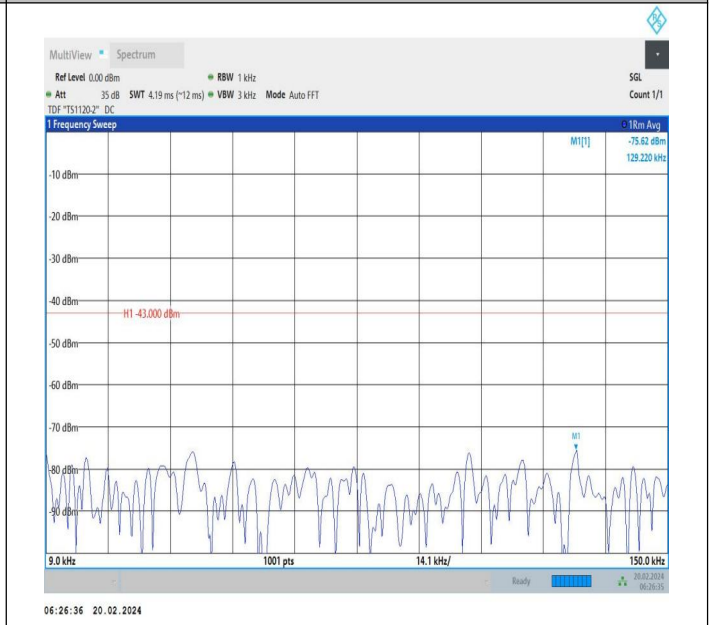 MultiView Spectrum
Ref Level 0.00 dBm RBW 1 kHz SGL
Att 35 dB SWT 4.19 ms (~12 ms) VBW 3 kHz Mode Auto FFT Count 1/1
TDF "TS1120-2" DC
1 Frequency Sweep 1Rm Avg
M1[1] -75.62 dBm
129.220 kHz
-10 dBm
-20 dBm
-30 dBm
-40 dBm
H1 -43.000 dBm
-50 dBm
-60 dBm
-70 dBm
M1
-80 dBm
-90 dBm
9.0 kHz 1001 pts 14.1 kHz/ 150.0 kHz
Ready 20.02.2024
06:26:35
06:26:36 20.02.2024